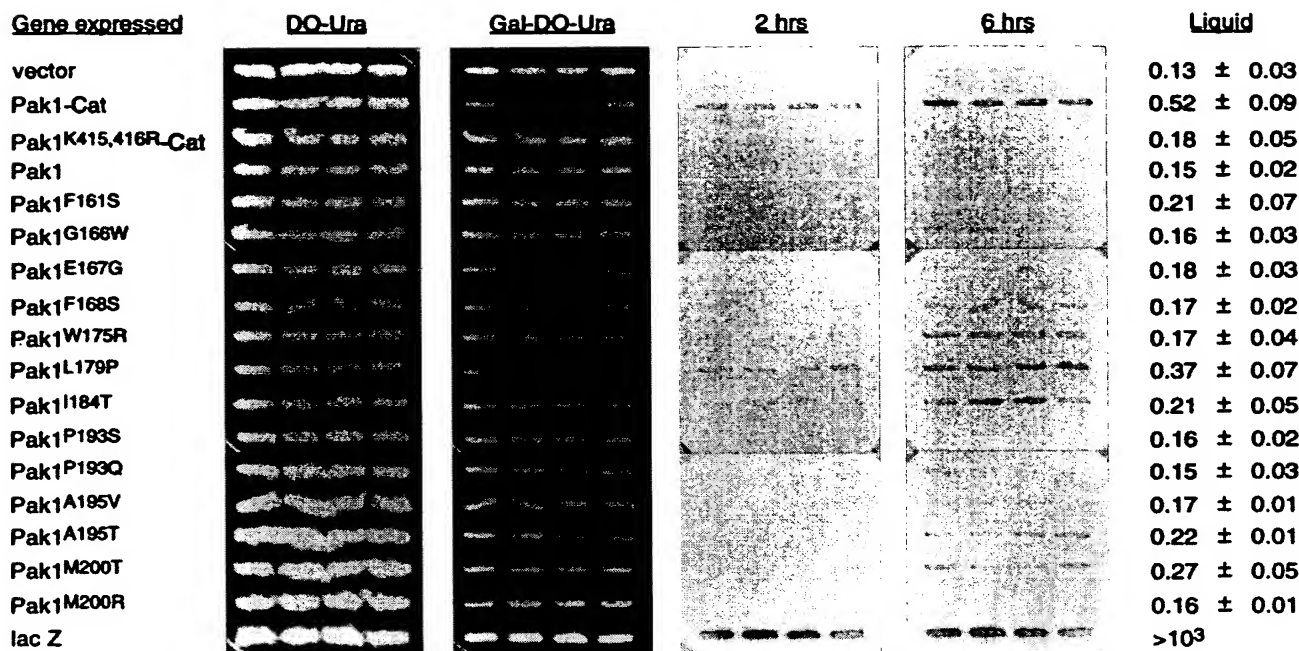 Gene expressed DO-Ura Gal-DO-Ura 2 hrs 6 hrs Liquid
vector 0.13 ± 0.03
Pak1-Cat 0.52 ± 0.09
Pak1K415,416R-Cat 0.18 ± 0.05
Pak1 0.15 ± 0.02
Pak1F161S 0.21 ± 0.07
Pak1G166W 0.16 ± 0.03
Pak1E167G 0.18 ± 0.03
Pak1F168S 0.17 ± 0.02
Pak1W175R 0.17 ± 0.04
Pak1L179P 0.37 ± 0.07
Pak1I184T 0.21 ± 0.05
Pak1P193S 0.16 ± 0.02
Pak1P193Q 0.15 ± 0.03
Pak1A195V 0.17 ± 0.01
Pak1A195T 0.22 ± 0.01
Pak1M200T 0.27 ± 0.05
Pak1M200R 0.16 ± 0.01
lac Z >10³